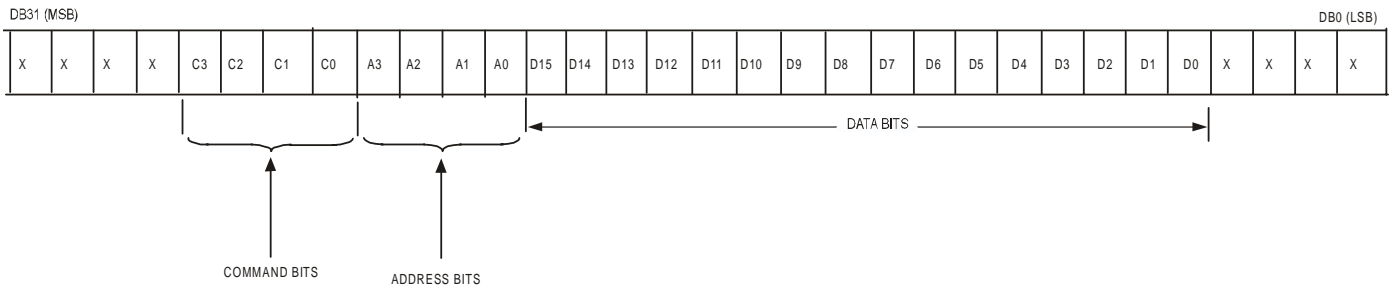 DB31 (MSB) DB0 (LSB)
X X X X C3 C2 C1 C0 A3 A2 A1 A0 D15 D14 D13 D12 D11 D10 D9 D8 D7 D6 D5 D4 D3 D2 D1 D0 X X X X
DATA BITS
COMMAND BITS
ADDRESS BITS